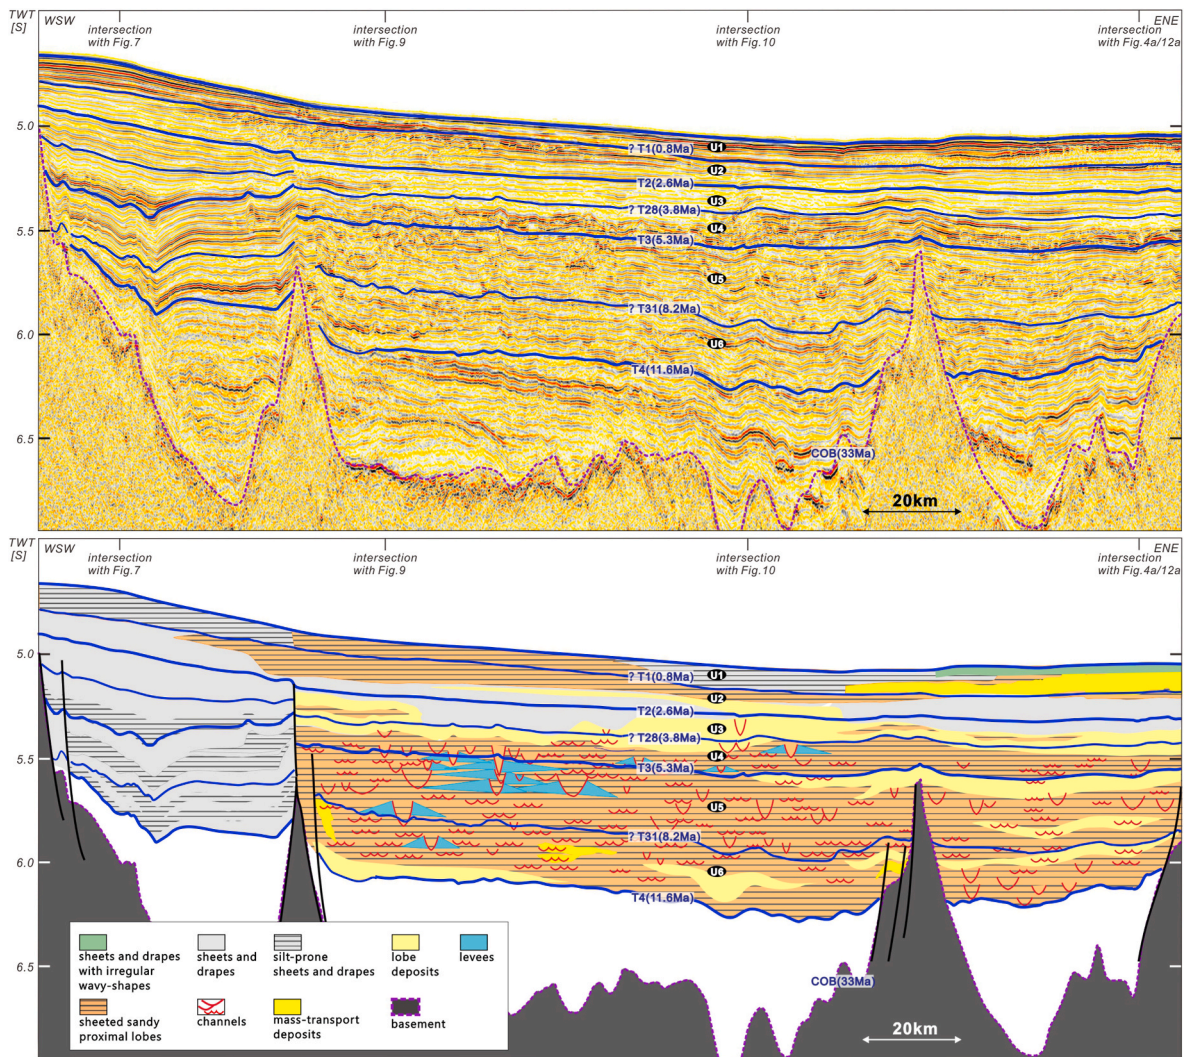 TWT
[S]
WSW
ENE
intersection
with Fig.7
intersection
with Fig.9
intersection
with Fig.10
intersection
with Fig.4a/12a
5.0
5.5
6.0
6.5
? T1(0.8Ma)
U1
U2
T2(2.6Ma)
U3
? T28(3.8Ma)
U4
T3(5.3Ma)
U5
? T31(8.2Ma)
U6
T4(11.6Ma)
COB(33Ma)
20km
TWT
[S]
WSW
ENE
intersection
with Fig.7
intersection
with Fig.9
intersection
with Fig.10
intersection
with Fig.4a/12a
5.0
5.5
6.0
6.5
? T1(0.8Ma)
U1
U2
T2(2.6Ma)
U3
? T28(3.8Ma)
U4
T3(5.3Ma)
U5
? T31(8.2Ma)
U6
T4(11.6Ma)
COB(33Ma)
20km
sheets and drapes
with irregular
wavy-shapes
sheets and
drapes
silt-prone
sheets and drapes
lobe
deposits
levees
sheeted sandy
proximal lobes
channels
mass-transport
deposits
basement